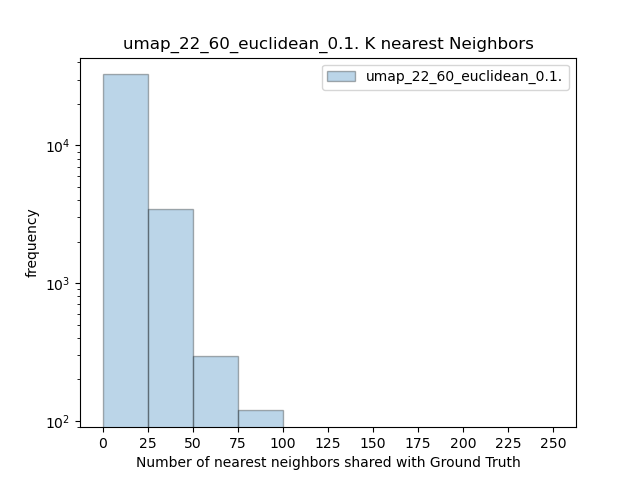 umap_22_60_euclidean_0.1. K nearest Neighbors
umap_22_60_euclidean_0.1.
10^4
10^3
10^2
frequency
0 25 50 75 100 125 150 175 200 225 250
Number of nearest neighbors shared with Ground Truth